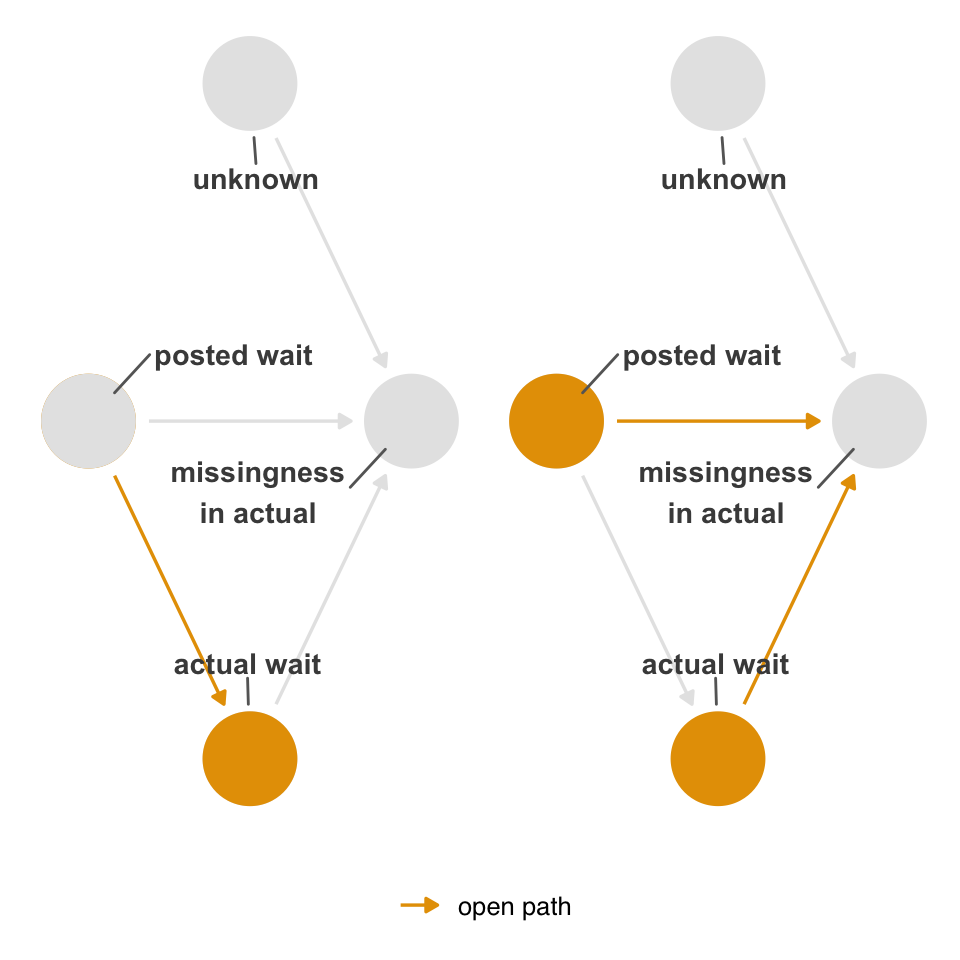 unknown
posted wait
missingness
in actual
actual wait
unknown
posted wait
missingness
in actual
actual wait
open path